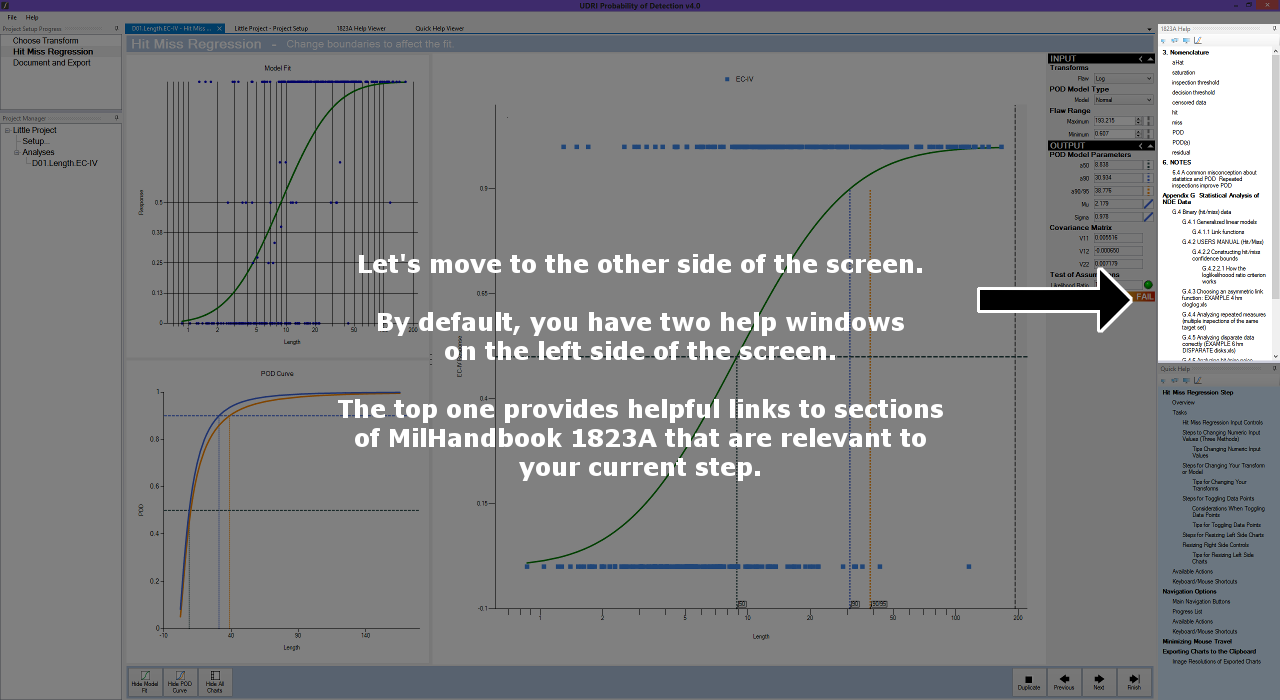 UDRI Probability of Detection v4.0
File Help
Project Setup Progress
Choose Transform
Hit Miss Regression
Document and Export
Project Manager
Little Project
Setup...
Analyses
D01.Length.EC-IV
D01.Length.EC-IV - Hit Miss ...
Little Project - Project Setup
1823A Help Viewer
Quick Help Viewer
Hit Miss Regression - Change boundaries to affect the fit.
Model Fit
Response
0.5
0.38
0.25
0.13
0
1 2 5 10 20 50 200
Length
POD Curve
POD
1
0.8
0.6
0.4
0.2
0
-10 40 90 140
Length
EC-IV
0.9
0.55
0.4
0.15
-0.1
1 2 5 10 20 50 100 200
Length
Let's move to the other side of the screen.
By default, you have two help windows
on the left side of the screen.
The top one provides helpful links to sections
of MilHandbook 1823A that are relevant to
your current step.
INPUT
Transforms
Flaw Log
POD Model Type
Model Normal
Flaw Range
Maximum 193.215
Minimum 0.607
OUTPUT
POD Model Parameters
a50 8.838
a90 30.934
a90/95 38.776
Mu 2.179
Sigma 0.978
Covariance Matrix
V11 0.005516
V12 -0.000650
V22 0.007179
Test of Assumptions
Likelihood Ratio
FAIL
1823A Help
3. Nomenclature
aHat
saturation
inspection threshold
decision threshold
censored data
hit
miss
POD
POD(a)
residual
6. NOTES
6.4 A common misconception about
statistics and POD Repeated
inspections improve POD
Appendix G Statistical Analysis of
NDE Data
G.4 Binary (hit/miss) data
G.4.1 Generalized linear models
G.4.1.1 Link functions
G.4.2 USERS MANUAL (Hit/Miss)
G.4.2.2 Constructing hit/miss
confidence bounds
G.4.2.2.1 How the
loglikelihoood ratio criterion
works
G.4.3 Choosing an asymmetric link
function: EXAMPLE 4 hm
cloglog.xls
G.4.4 Analyzing repeated measures
(multiple inspections of the same
target set)
G.4.5 Analyzing disparate data
correctly (EXAMPLE 6 hm
DISPARATE disks.xls)
Quick Help
Hit Miss Regression Step
Overview
Tasks
Hit Miss Regression Input Controls
Steps to Changing Numeric Input
Values (Three Methods)
Tips Changing Numeric Input
Values
Steps for Changing Your Transform
or Model
Tips for Changing Your
Transforms
Steps for Toggling Data Points
Considerations When Toggling
Data Points
Tips for Toggling Data Points
Steps for Resizing Left Side Charts
Resizing Right Side Controls
Tips for Resizing Left Side
Charts
Available Actions
Keyboard/Mouse Shortcuts
Navigation Options
Main Navigation Buttons
Progress List
Available Actions
Keyboard/Mouse Shortcuts
Minimizing Mouse Travel
Exporting Charts to the Clipboard
Image Resolutions of Exported Charts
Hide Model
Fit
Hide POD
Curve
Hide All
Charts
Duplicate
Previous
Next
Finish